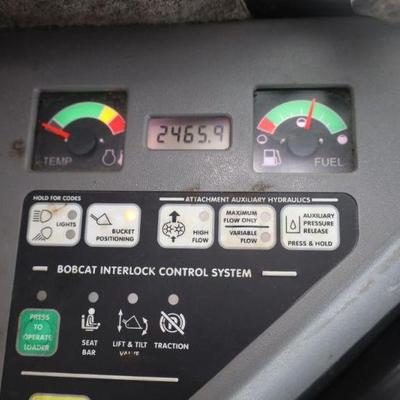 2465.9
TEMP
FUEL
HOLD FOR CODES
ATTACHMENT AUXILIARY HYDRAULICS
LIGHTS
BUCKET
POSITIONING
HIGH
FLOW
MAXIMUM
FLOW ONLY
VARIABLE
FLOW
AUXILIARY
PRESSURE
RELEASE
PRESS & HOLD
BOBCAT INTERLOCK CONTROL SYSTEM
PRESS
TO
OPERATE
LOADER
SEAT
BAR
LIFT & TILT
VALVE
TRACTION